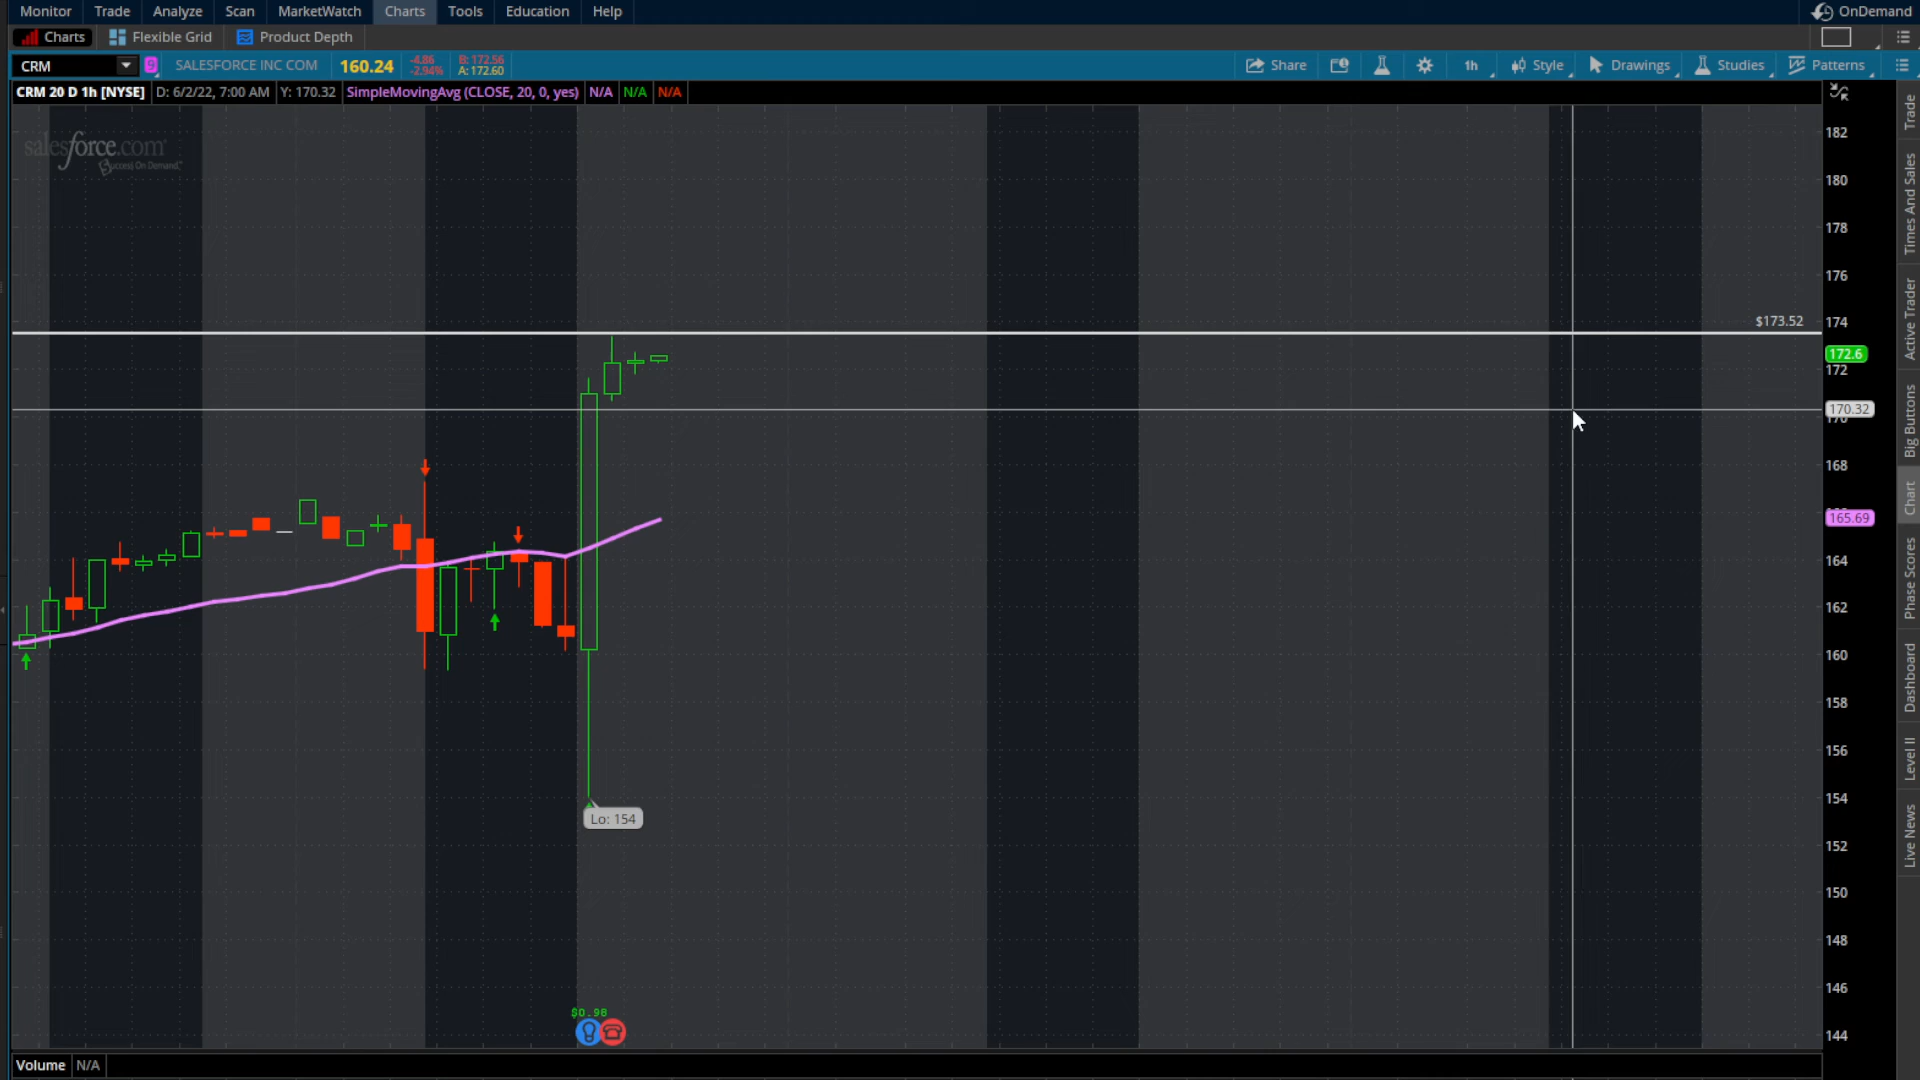 Monitor Trade Analyze Scan MarketWatch Charts Tools Education Help OnDemand
Charts Flexible Grid Product Depth
CRM 9 SALESFORCE INC COM 160.24 -4.86 -2.94% B: 172.56 A: 172.60 Share 1h Style Drawings Studies Patterns
CRM 20 D 1h [NYSE] D: 6/2/22, 7:00 AM Y: 170.32 SimpleMovingAvg (CLOSE, 20, 0, yes) N/A N/A N/A
salesforce.com
Success On Demand
182
180
178
176
$173.52 174
172.6
172
170.32
170
168
165.69
164
162
160
158
156
154
Lo: 154
152
150
148
146
$0.98
144
Volume N/A
Trade
Times And Sales
Active Trader
Big Buttons
Chart
Phase Scores
Dashboard
Level II
Live News